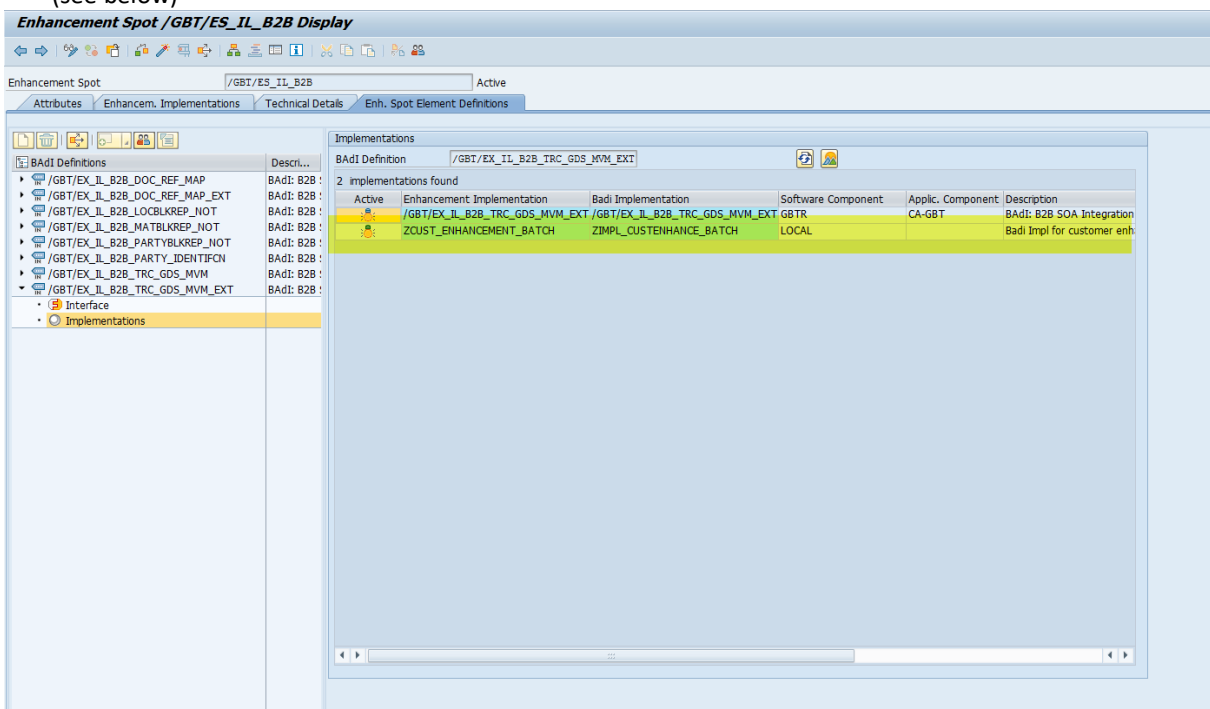 (see below)
Enhancement Spot /GBT/ES_IL_B2B Display
Enhancement Spot /GBT/ES_IL_B2B Active
Attributes Enhancem. Implementations Technical Details Enh. Spot Element Definitions
Implementations
BAdI Definitions Descri... BAdI Definition /GBT/EX_IL_B2B_TRC_GDS_MVM_EXT
/GBT/EX_IL_B2B_DOC_REF_MAP BAdI: B2B 2 implementations found
/GBT/EX_IL_B2B_DOC_REF_MAP_EXT BAdI: B2B Active Enhancement Implementation Badi Implementation Software Component Applic. Component Description
/GBT/EX_IL_B2B_LOCBLKREP_NOT BAdI: B2B /GBT/EX_IL_B2B_TRC_GDS_MVM_EXT /GBT/EX_IL_B2B_TRC_GDS_MVM_EXT GBTR CA-GBT BAdI: B2B SOA Integration
/GBT/EX_IL_B2B_MATBLKREP_NOT BAdI: B2B ZCUST_ENHANCEMENT_BATCH ZIMPL_CUSTENHANCE_BATCH LOCAL Badi Impl for customer enh
/GBT/EX_IL_B2B_PARTYBLKREP_NOT BAdI: B2B
/GBT/EX_IL_B2B_PARTY_IDENTIFCN BAdI: B2B
/GBT/EX_IL_B2B_TRC_GDS_MVM BAdI: B2B
/GBT/EX_IL_B2B_TRC_GDS_MVM_EXT BAdI: B2B
Interface
Implementations